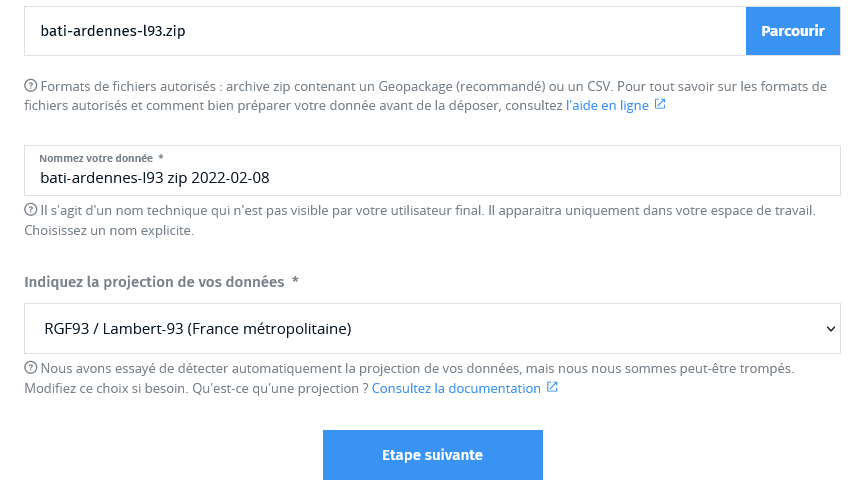 bati-ardennes-l93.zip
Parcourir
Formats de fichiers autorisés : archive zip contenant un Geopackage (recommandé) ou un CSV. Pour tout savoir sur les formats de
fichiers autorisés et comment bien préparer votre donnée avant de la déposer, consultez l'aide en ligne
Nommez votre donnée *
bati-ardennes-l93 zip 2022-02-08
Il s'agit d'un nom technique qui n'est pas visible par votre utilisateur final. Il apparaitra uniquement dans votre espace de travail.
Choisissez un nom explicite.
Indiquez la projection de vos données *
RGF93 / Lambert-93 (France métropolitaine)
Nous avons essayé de détecter automatiquement la projection de vos données, mais nous nous sommes peut-être trompés.
Modifiez ce choix si besoin. Qu'est-ce qu'une projection ? Consultez la documentation
Etape suivante